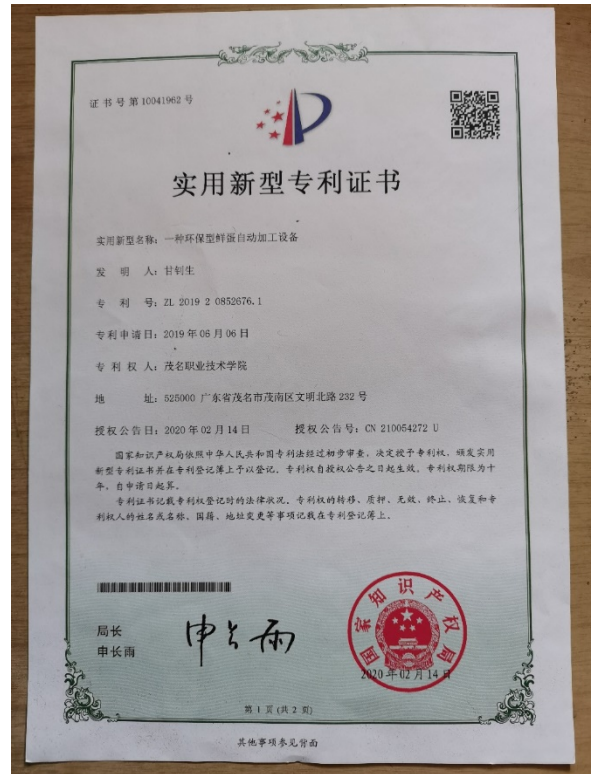 证书号第10041962号
实用新型专利证书
实用新型名称：一种环保型鲜蛋自动加工设备
发明人：甘钊生
专利号：ZL 2019 2 0852676.1
专利申请日：2019年06月06日
专利权人：茂名职业技术学院
地址：525000 广东省茂名市茂南区文明北路232号
授权公告日：2020年02月14日 授权公告号：CN 210054272 U
国家知识产权局依照中华人民共和国专利法经过初步审查，决定授予专利权，颁发实用
新型专利证书并在专利登记簿上予以登记。专利权自授权公告之日起生效。专利权期限为十
年，自申请日起算。
专利证书记载专利权登记时的法律状况。专利权的转移、质押、无效、终止、恢复和专
利权人的姓名或名称、国籍、地址变更等事项记载在专利登记簿上。
局长
申长雨
申长雨
国家知识产权局
2020年02月14日
第1页(共2页)
其他事项参见背面